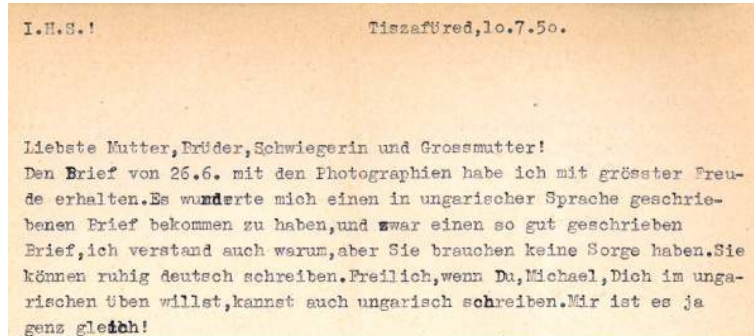 I.H.S.! Tiszafüred,lo.7.5o.
Liebste Mutter,Brüder,Schwiegerin und Grossmutter!
Den Brief von 26.6. mit den Photographien habe ich mit grösster Freu-
de erhalten.Es wunderte mich einen in ungarischer Sprache geschrie-
benen Brief bekommen zu haben,und zwar einen so gut geschrieben
Brief,ich verstand auch warum,aber Sie brauchen keine Sorge haben.Sie
können ruhig deutsch schreiben.Freilich,wenn Du,Michael,Dich im unga-
rischen üben willst,kannst auch ungarisch schreiben.Mir ist es ja
genz gleich!